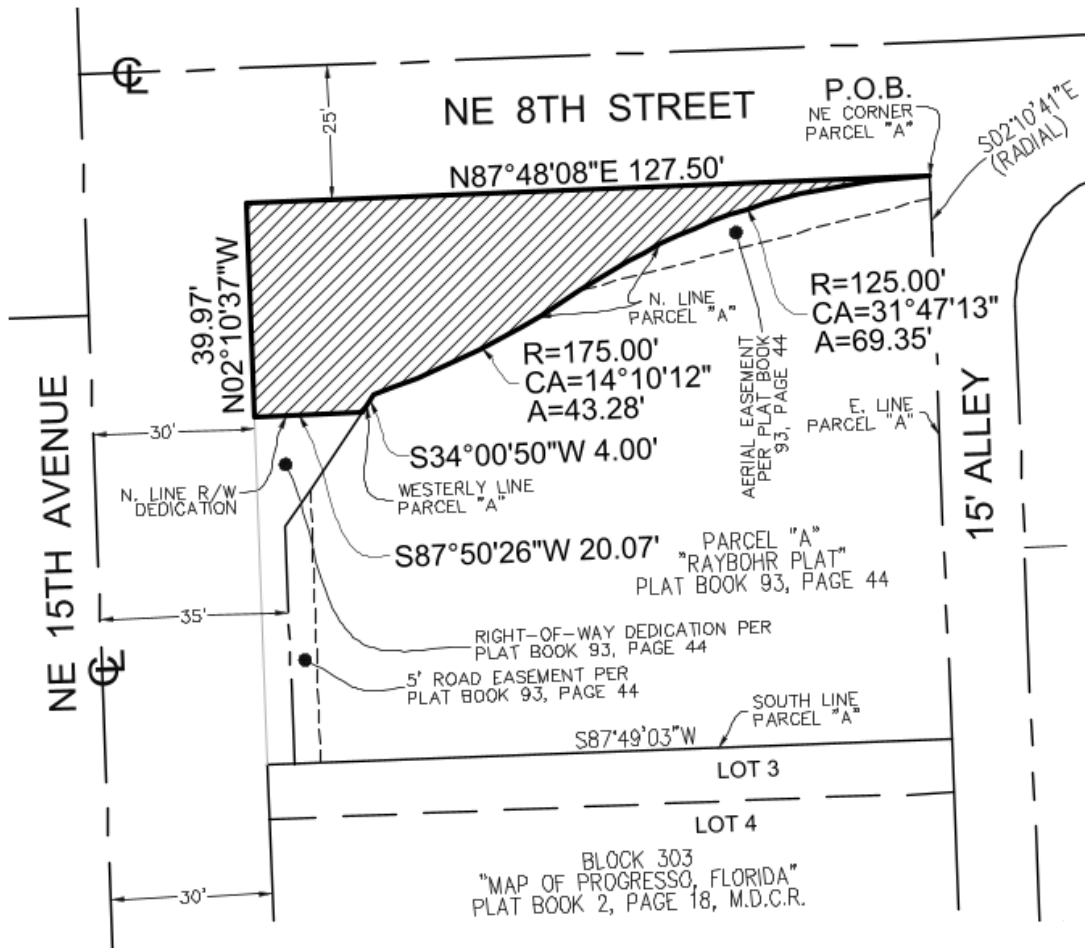 ℄
25'
NE 8TH STREET
P.O.B.
NE CORNER
PARCEL "A"
S02°10'41"E
(RADIAL)
N87°48'08"E 127.50'
39.97'
N02°10'37"W
N. LINE
PARCEL "A"
R=125.00'
CA=31°47'13"
A=69.35'
R=175.00'
CA=14°10'12"
A=43.28'
AERIAL EASEMENT
PER PLAT BOOK
93, PAGE 44
E. LINE
PARCEL "A"
15' ALLEY
NE 15TH AVENUE
℄
30'
S34°00'50"W 4.00'
N. LINE R/W
DEDICATION
WESTERLY LINE
PARCEL "A"
S87°50'26"W 20.07'
PARCEL "A"
"RAYBOHR PLAT"
PLAT BOOK 93, PAGE 44
35'
RIGHT-OF-WAY DEDICATION PER
PLAT BOOK 93, PAGE 44
5' ROAD EASEMENT PER
PLAT BOOK 93, PAGE 44
SOUTH LINE
PARCEL "A"
S87°49'03"W
LOT 3
LOT 4
BLOCK 303
"MAP OF PROGRESSO, FLORIDA"
PLAT BOOK 2, PAGE 18, M.D.C.R.
30'